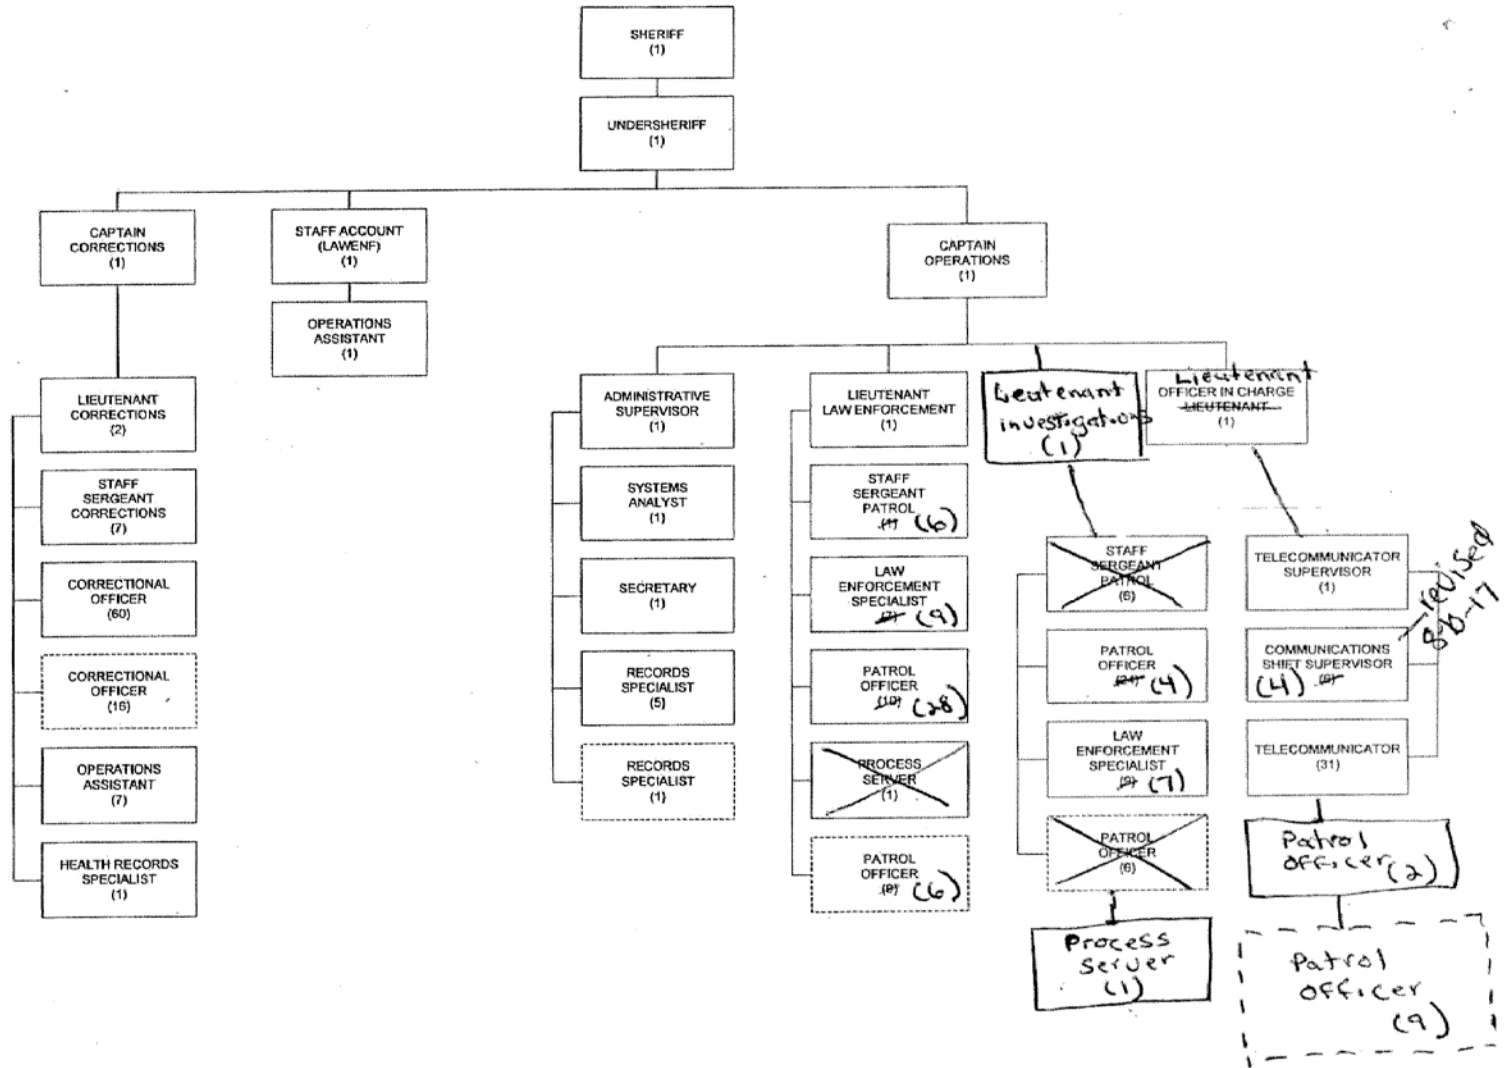 SHERIFF
(1)
UNDERSHERIFF
(1)
CAPTAIN
CORRECTIONS
(1)
STAFF ACCOUNT
(LAWENF)
(1)
OPERATIONS
ASSISTANT
(1)
CAPTAIN
OPERATIONS
(1)
LIEUTENANT
CORRECTIONS
(2)
STAFF
SERGEANT
CORRECTIONS
(7)
CORRECTIONAL
OFFICER
(60)
CORRECTIONAL
OFFICER
(16)
OPERATIONS
ASSISTANT
(7)
HEALTH RECORDS
SPECIALIST
(1)
ADMINISTRATIVE
SUPERVISOR
(1)
SYSTEMS
ANALYST
(1)
SECRETARY
(1)
RECORDS
SPECIALIST
(5)
RECORDS
SPECIALIST
(1)
LIEUTENANT
LAW ENFORCEMENT
(1)
STAFF
SERGEANT
PATROL
(6)
LAW
ENFORCEMENT
SPECIALIST
(7) (9)
PATROL
OFFICER
(10) (28)
PROCESS
SERVER
(1)
PATROL
OFFICER
(6)
Lieutenant
investigations
(1)
STAFF
SERGEANT
PATROL
(6)
PATROL
OFFICER
(4)
LAW
ENFORCEMENT
SPECIALIST
(7)
PATROL
OFFICER
(6)
Process
Server
(1)
Lieutenant
OFFICER IN CHARGE
LIEUTENANT
(1)
TELECOMMUNICATOR
SUPERVISOR
(1)
COMMUNICATIONS
SHIFT SUPERVISOR
(4)
revised
8-6-17
TELECOMMUNICATOR
(31)
Patrol
Officer (2)
Patrol
Officer
(9)